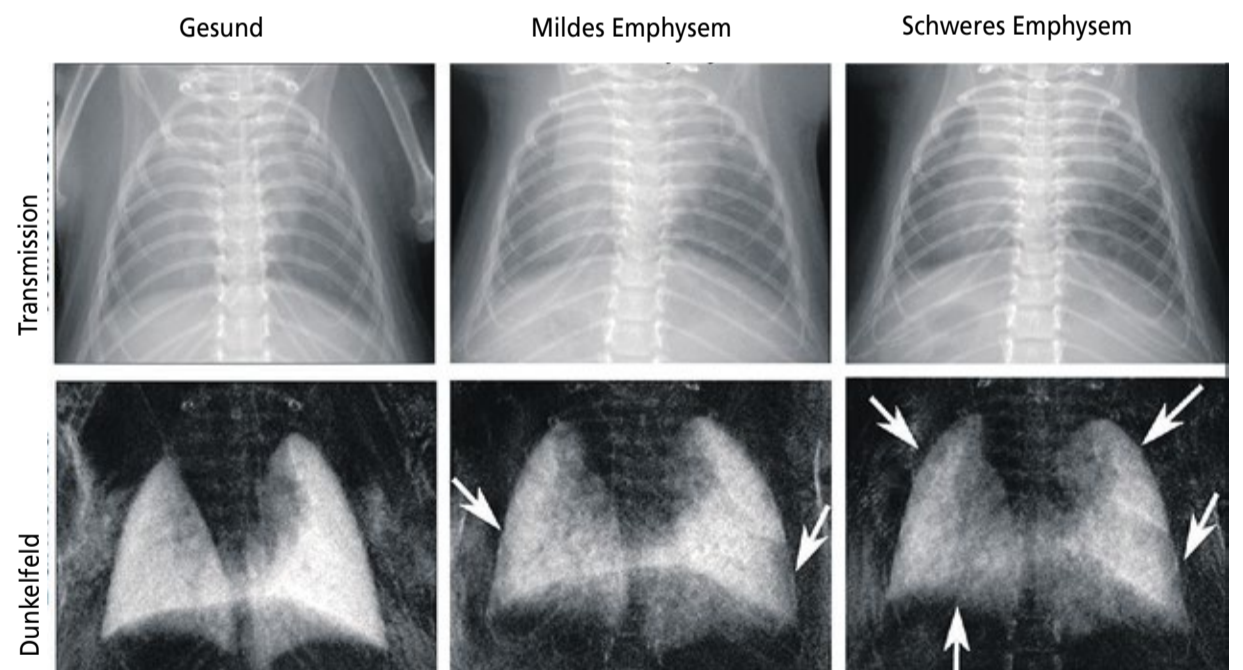 Gesund
Mildes Emphysem
Schweres Emphysem
Transmission
Dunkelfeld